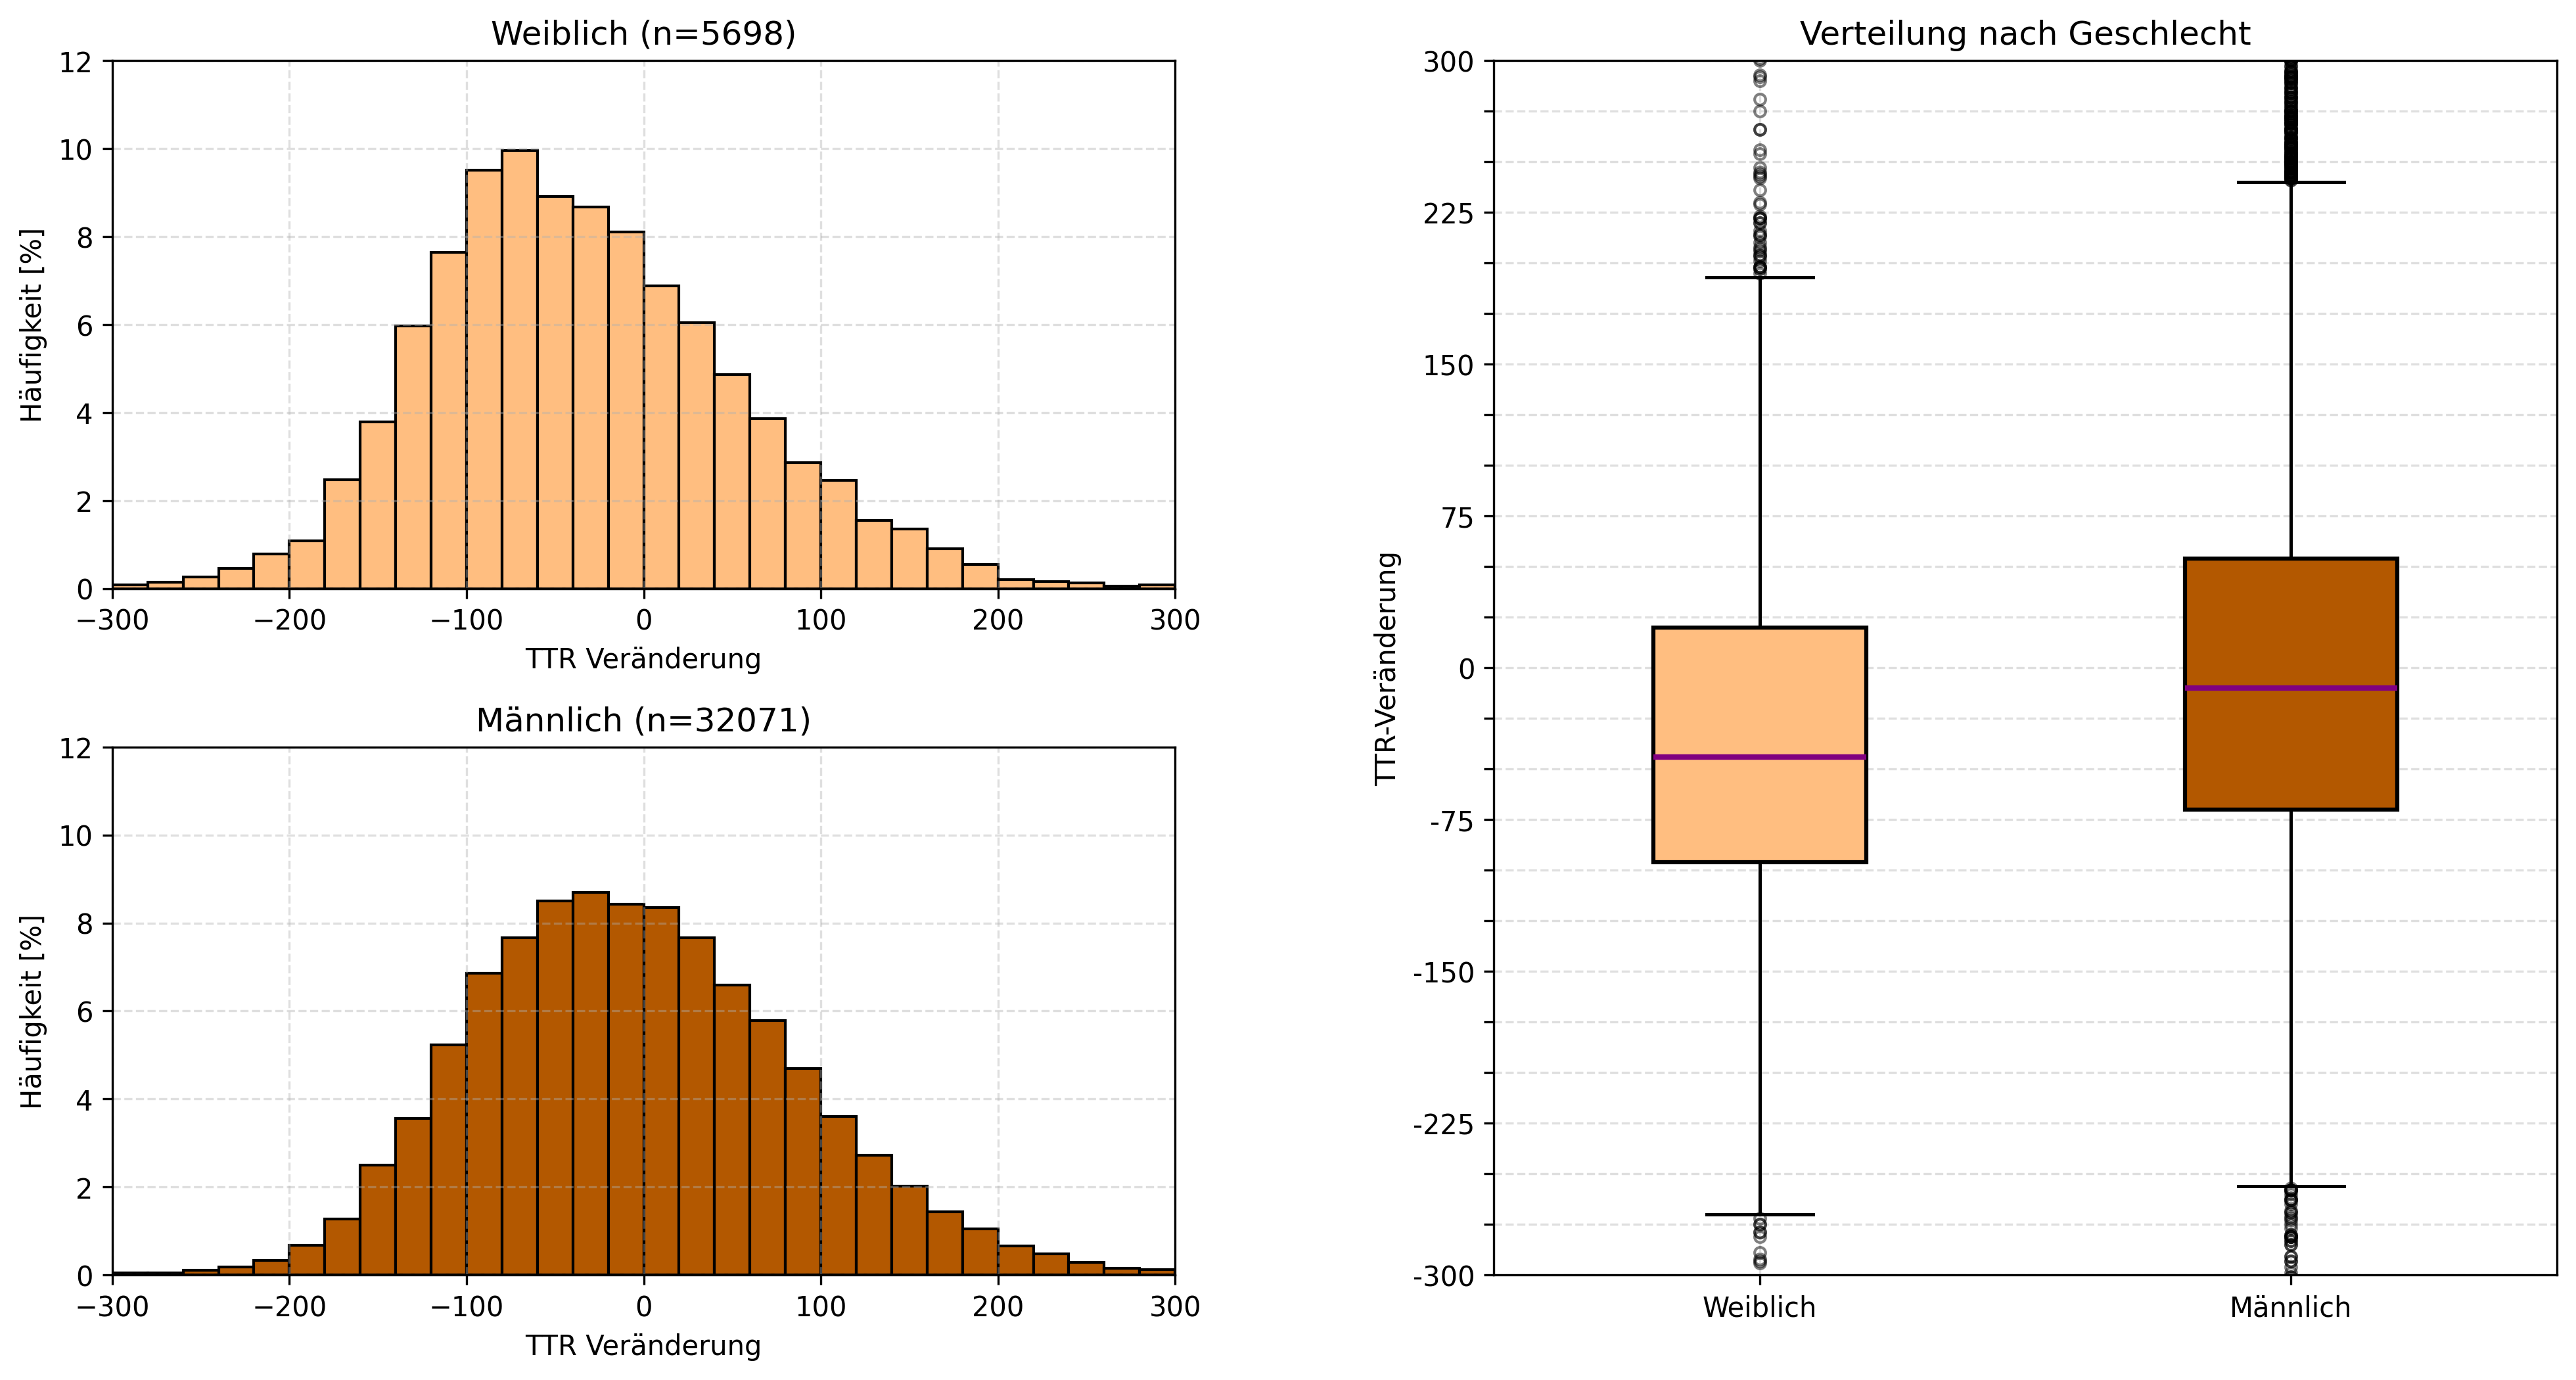 Weiblich (n=5698)
Häufigkeit [%]
12
10
8
6
4
2
0
−300 −200 −100 0 100 200 300
TTR Veränderung
Männlich (n=32071)
Häufigkeit [%]
12
10
8
6
4
2
0
−300 −200 −100 0 100 200 300
TTR Veränderung
Verteilung nach Geschlecht
TTR-Veränderung
300
225
150
75
0
-75
-150
-225
-300
Weiblich Männlich